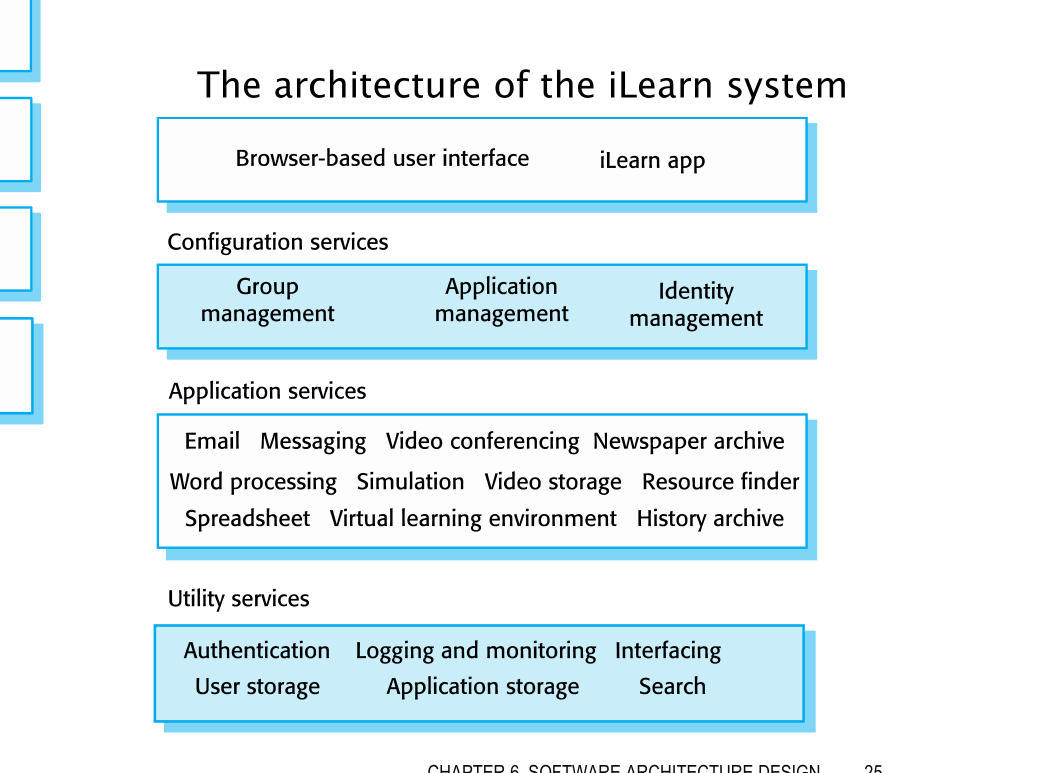 The architecture of the iLearn system
Browser-based user interface iLearn app
Configuration services
Group management Application management Identity management
Application services
Email Messaging Video conferencing Newspaper archive
Word processing Simulation Video storage Resource finder
Spreadsheet Virtual learning environment History archive
Utility services
Authentication Logging and monitoring Interfacing
User storage Application storage Search
CHAPTER 6 SOFTWARE ARCHITECTURE DESIGN 25